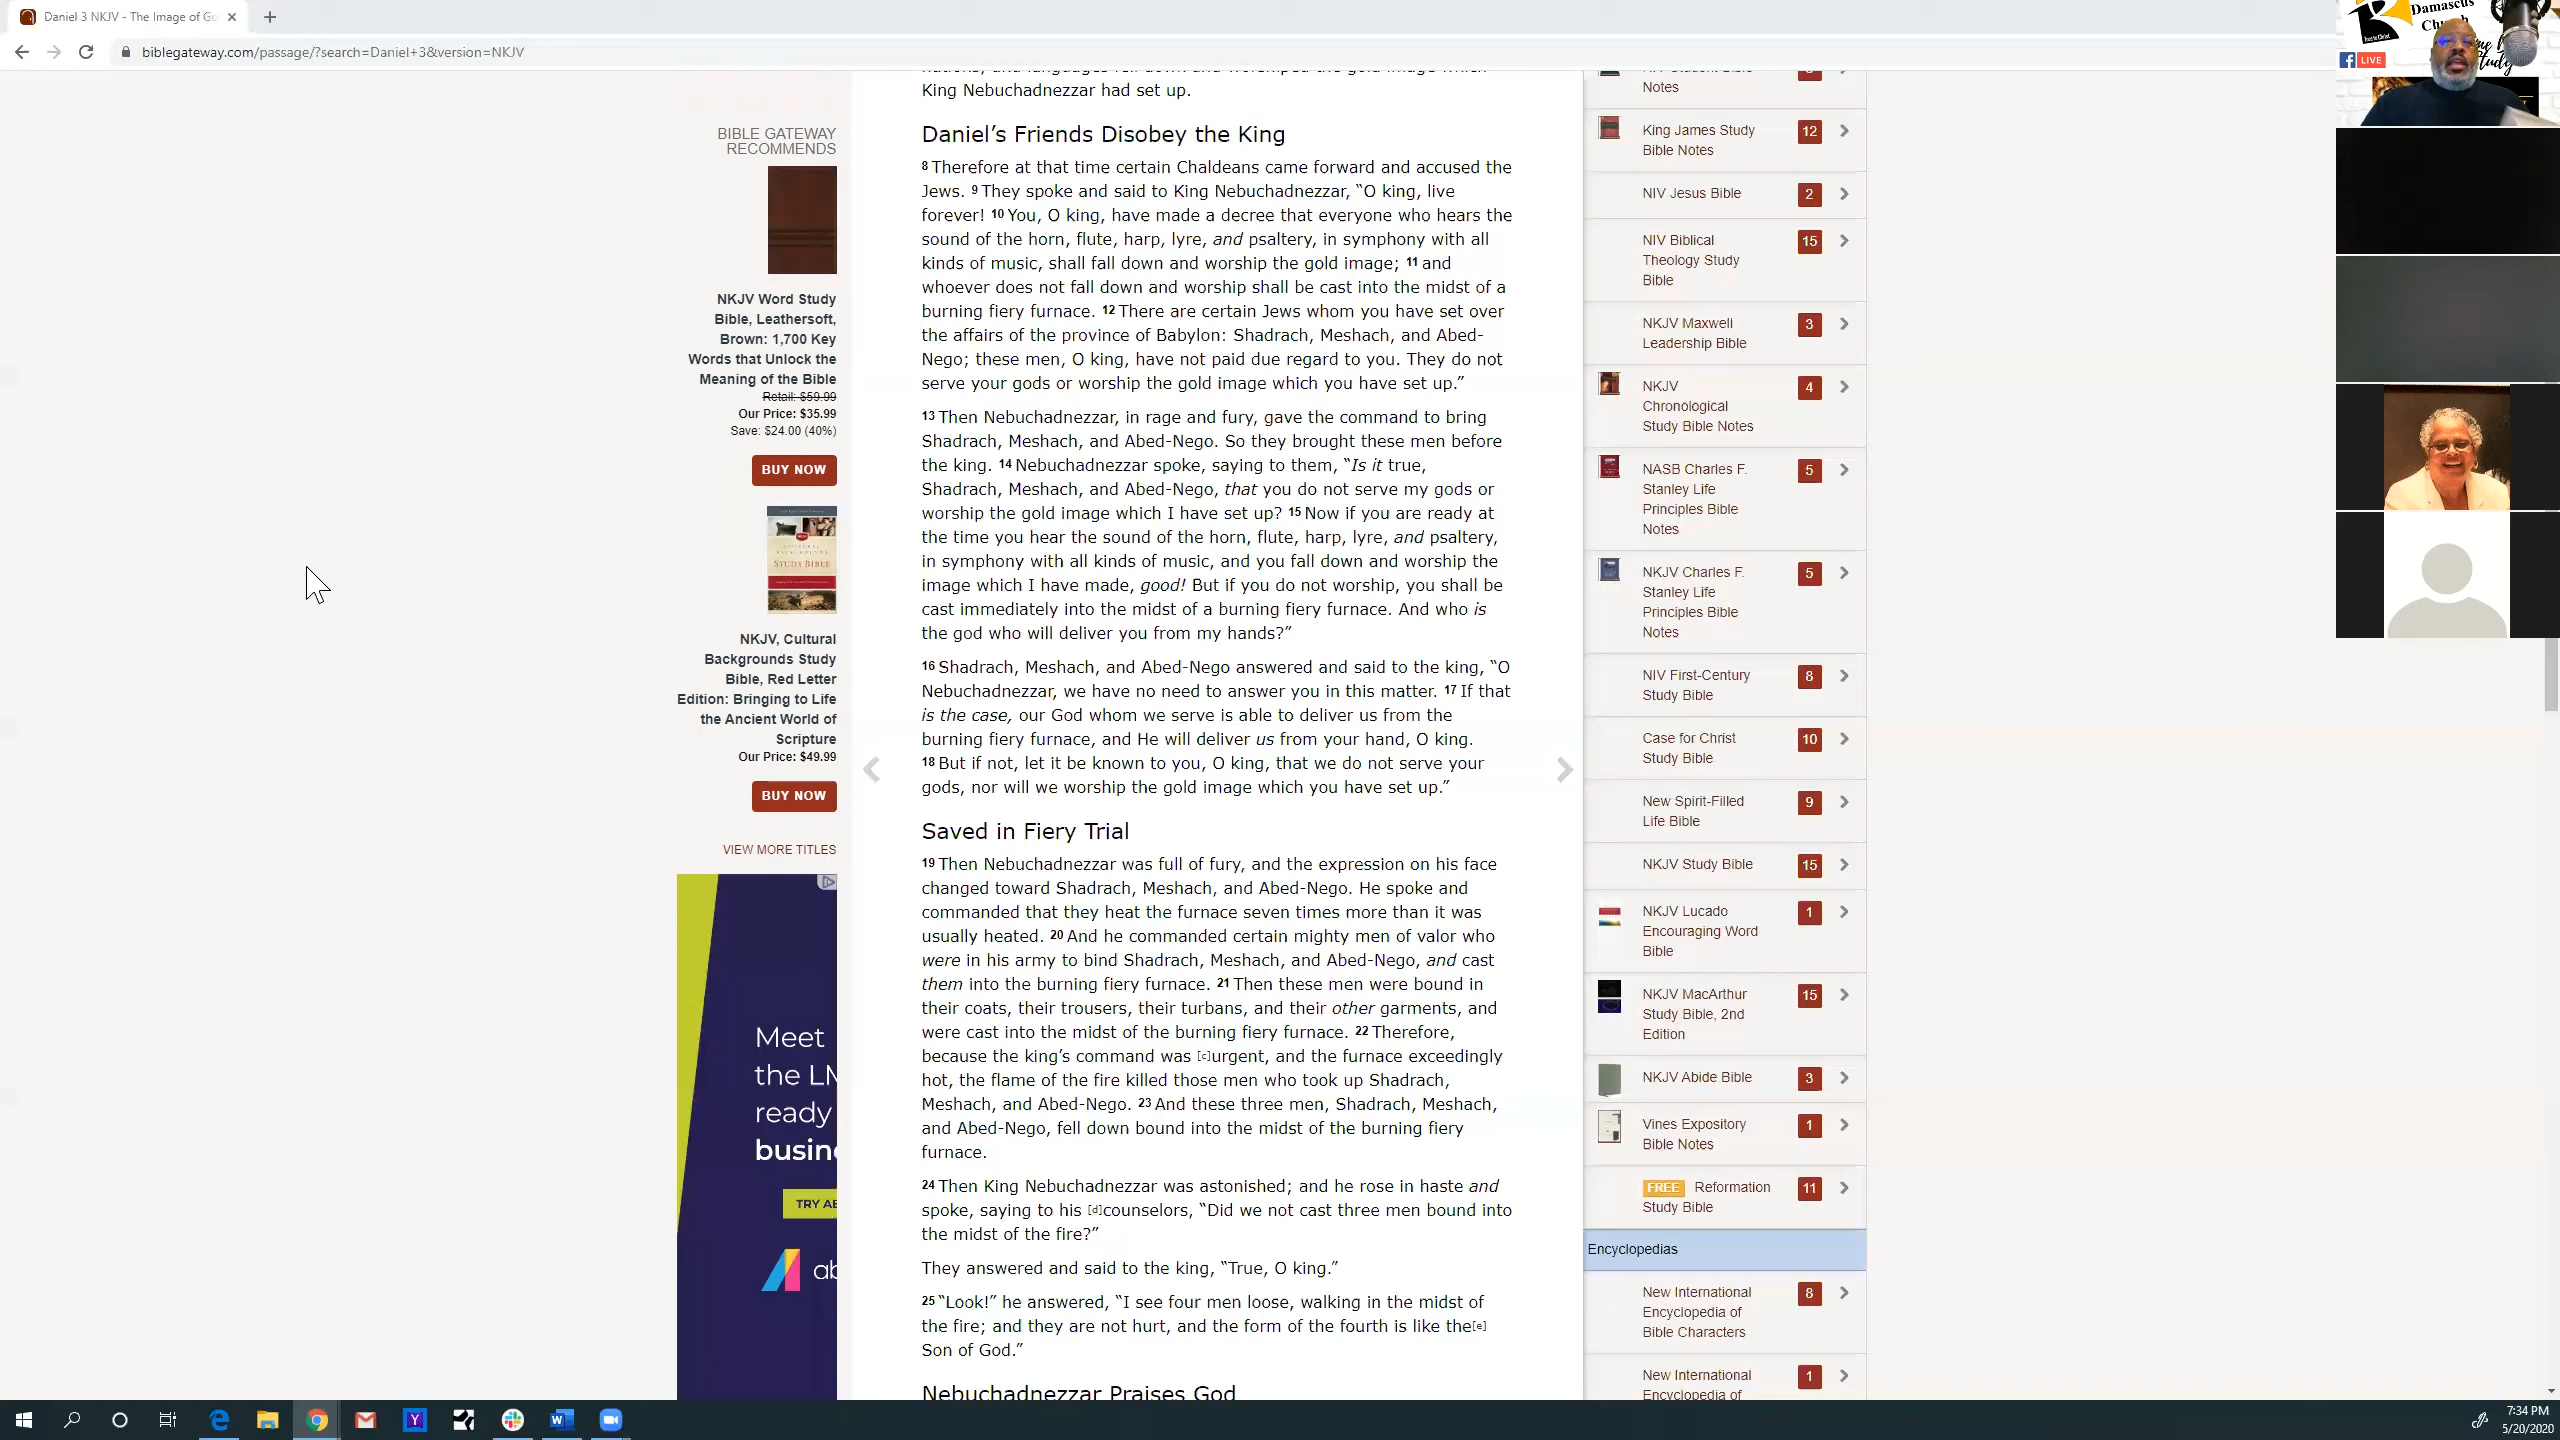 Daniel 3 NKJV - The Image of Go
biblegateway.com/passage/?search=Daniel+3&version=NKJV
BIBLE GATEWAY
RECOMMENDS
NKJV Word Study
Bible, Leathersoft,
Brown: 1,700 Key
Words that Unlock the
Meaning of the Bible
Retail: $59.99
Our Price: $35.99
Save: $24.00 (40%)
BUY NOW
STUDY BIBLE
NKJV, Cultural
Backgrounds Study
Bible, Red Letter
Edition: Bringing to Life
the Ancient World of
Scripture
Our Price: $49.99
BUY NOW
VIEW MORE TITLES
Meet
the LM
ready
busin
TRY AB
ab
nations, and languages fell down and worshiped the gold image which
King Nebuchadnezzar had set up.
Daniel’s Friends Disobey the King
8 Therefore at that time certain Chaldeans came forward and accused the
Jews. 9 They spoke and said to King Nebuchadnezzar, “O king, live
forever! 10 You, O king, have made a decree that everyone who hears the
sound of the horn, flute, harp, lyre, and psaltery, in symphony with all
kinds of music, shall fall down and worship the gold image; 11 and
whoever does not fall down and worship shall be cast into the midst of a
burning fiery furnace. 12 There are certain Jews whom you have set over
the affairs of the province of Babylon: Shadrach, Meshach, and Abed-
Nego; these men, O king, have not paid due regard to you. They do not
serve your gods or worship the gold image which you have set up.”
13 Then Nebuchadnezzar, in rage and fury, gave the command to bring
Shadrach, Meshach, and Abed-Nego. So they brought these men before
the king. 14 Nebuchadnezzar spoke, saying to them, “Is it true,
Shadrach, Meshach, and Abed-Nego, that you do not serve my gods or
worship the gold image which I have set up? 15 Now if you are ready at
the time you hear the sound of the horn, flute, harp, lyre, and psaltery,
in symphony with all kinds of music, and you fall down and worship the
image which I have made, good! But if you do not worship, you shall be
cast immediately into the midst of a burning fiery furnace. And who is
the god who will deliver you from my hands?”
16 Shadrach, Meshach, and Abed-Nego answered and said to the king, “O
Nebuchadnezzar, we have no need to answer you in this matter. 17 If that
is the case, our God whom we serve is able to deliver us from the
burning fiery furnace, and He will deliver us from your hand, O king.
18 But if not, let it be known to you, O king, that we do not serve your
gods, nor will we worship the gold image which you have set up.”
Saved in Fiery Trial
19 Then Nebuchadnezzar was full of fury, and the expression on his face
changed toward Shadrach, Meshach, and Abed-Nego. He spoke and
commanded that they heat the furnace seven times more than it was
usually heated. 20 And he commanded certain mighty men of valor who
were in his army to bind Shadrach, Meshach, and Abed-Nego, and cast
them into the burning fiery furnace. 21 Then these men were bound in
their coats, their trousers, their turbans, and their other garments, and
were cast into the midst of the burning fiery furnace. 22 Therefore,
because the king’s command was [c]urgent, and the furnace exceedingly
hot, the flame of the fire killed those men who took up Shadrach,
Meshach, and Abed-Nego. 23 And these three men, Shadrach, Meshach,
and Abed-Nego, fell down bound into the midst of the burning fiery
furnace.
24 Then King Nebuchadnezzar was astonished; and he rose in haste and
spoke, saying to his [d]counselors, “Did we not cast three men bound into
the midst of the fire?”
They answered and said to the king, “True, O king.”
25 “Look!” he answered, “I see four men loose, walking in the midst of
the fire; and they are not hurt, and the form of the fourth is like the[e]
Son of God.”
Nebuchadnezzar Praises God
Notes
King James Study 12
Bible Notes
NIV Jesus Bible 2
NIV Biblical 15
Theology Study
Bible
NKJV Maxwell 3
Leadership Bible
NKJV 4
Chronological
Study Bible Notes
NASB Charles F. 5
Stanley Life
Principles Bible
Notes
NKJV Charles F. 5
Stanley Life
Principles Bible
Notes
NIV First-Century 8
Study Bible
Case for Christ 10
Study Bible
New Spirit-Filled 9
Life Bible
NKJV Study Bible 15
NKJV Lucado 1
Encouraging Word
Bible
NKJV MacArthur 15
Study Bible, 2nd
Edition
NKJV Abide Bible 3
Vines Expository 1
Bible Notes
FREE Reformation 11
Study Bible
Encyclopedias
New International 8
Encyclopedia of
Bible Characters
New International 1
Encyclopedia of
Damascus
Church
Study
LIVE
7:34 PM
5/20/2020